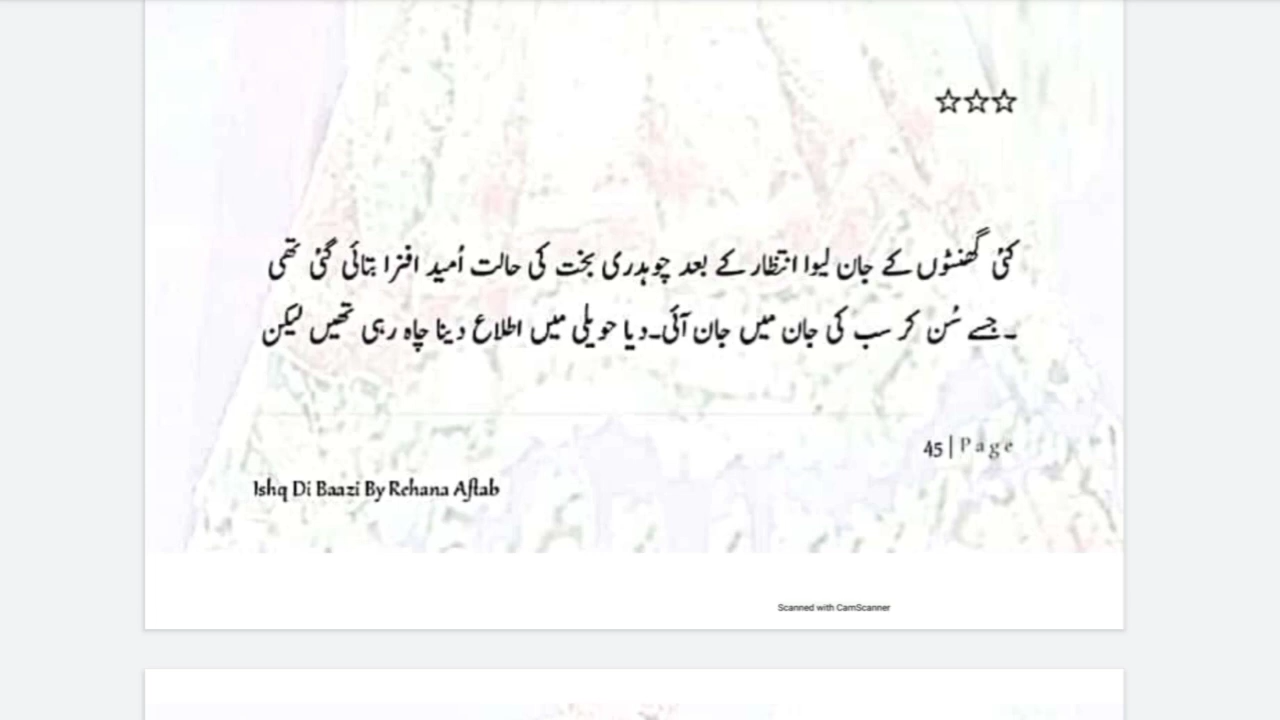 ☆☆☆
کئی گھنٹوں کے جان لیوا انتظار کے بعد چوہدری بخت کی حالت اُمید افزا بتائی گئی تھی
۔جسے سُن کر سب کی جان میں جان آئی۔دیا حویلی میں اطلاع دینا چاہ رہی تھیں لیکن
45 | Page
Ishq Di Baazi By Rehana Aftab
Scanned with CamScanner